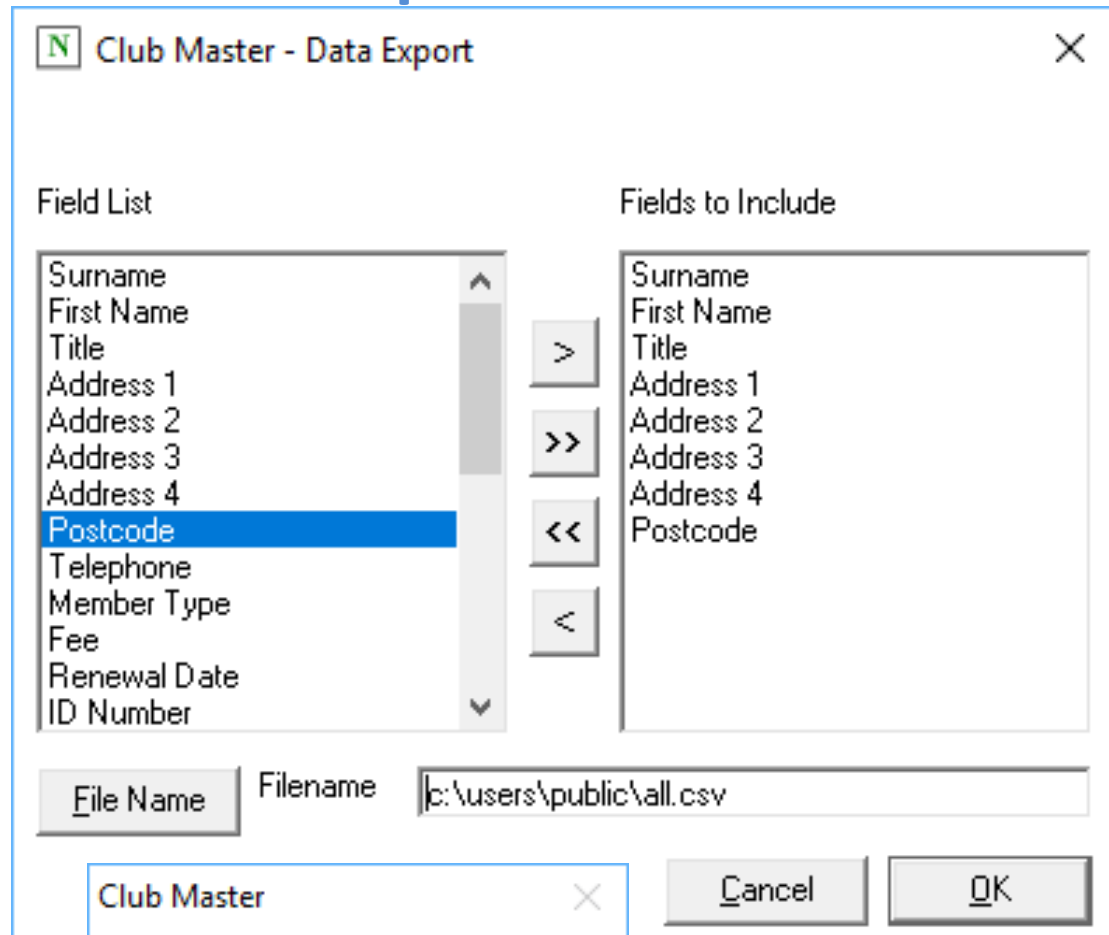 N Club Master - Data Export
Field List
Surname
First Name
Title
Address 1
Address 2
Address 3
Address 4
Postcode
Telephone
Member Type
Fee
Renewal Date
ID Number
>
>>
<<
<
Fields to Include
Surname
First Name
Title
Address 1
Address 2
Address 3
Address 4
Postcode
File Name Filename c:\users\public\all.csv
Club Master
Cancel OK